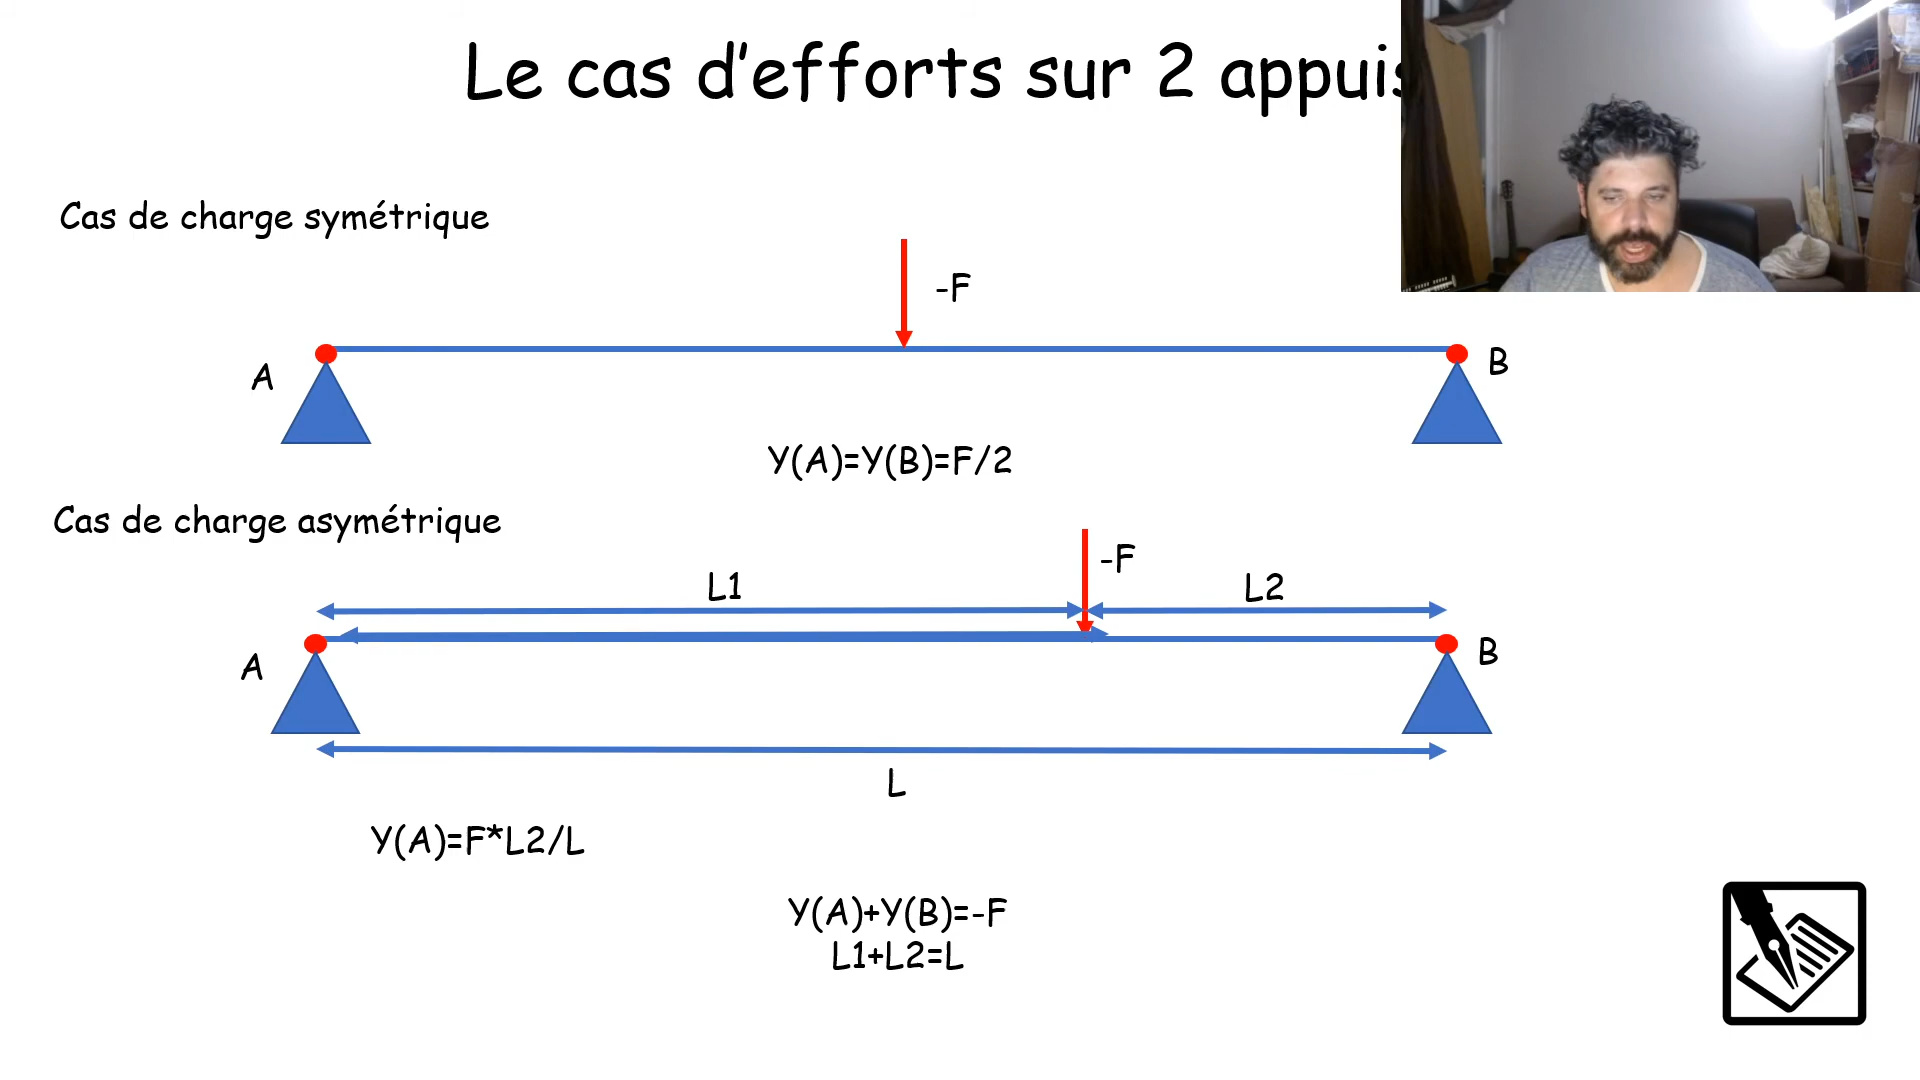 Le cas d'efforts sur 2 appuis
Cas de charge symétrique
-F
A
B
Y(A)=Y(B)=F/2
Cas de charge asymétrique
-F
L1
L2
A
B
L
Y(A)=F*L2/L
Y(A)+Y(B)=-F
L1+L2=L